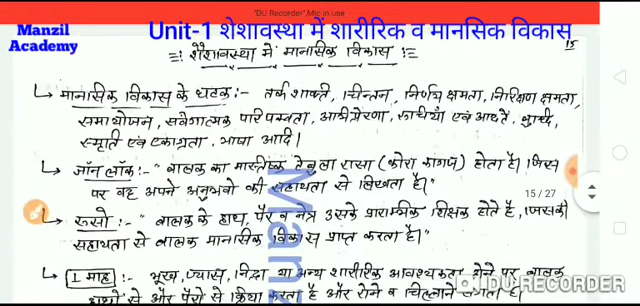 "DU Recorder", Mic in use
Manzil Academy
Unit-1 शेशावस्था में शारीरिक व मानसिक विकास
15
शैशवावस्था में मानसिक विकास
↳ मानसिक विकास के घटक :- तर्क शक्ति, चिन्तन, निर्णय क्षमता, निरिक्षण क्षमता,
समायोजन, संवेगात्मक परिपक्वता, अभिप्रेरणा, रूचियाँ एवं आदते, बुद्धि,
स्मृति एवं एकाग्रता, भाषा आदि।
↳ जॉन लॉक :- "बालक का मास्तिष्क टेबुला रासा (कोरा कागज) होता है। जिस
पर वह अपने अनुभवो की सहायता से लिखता है।"
15 / 27
↳ रूसो :- "बालक के हाथ, पैर व नेत्र उसके प्रारम्भिक शिक्षक होते है, जिसकी
सहायता से बालक मानसिक विकास प्राप्त करता है।"
Manz
↳ 1 माह :- भूख, प्यास, निद्रा या अन्य शारीरिक आवश्यकता होने पर बालक
हाथो से और पैरो से क्रिया करता है और रोने व चिल्लाने लगता है।
DU RECORDER